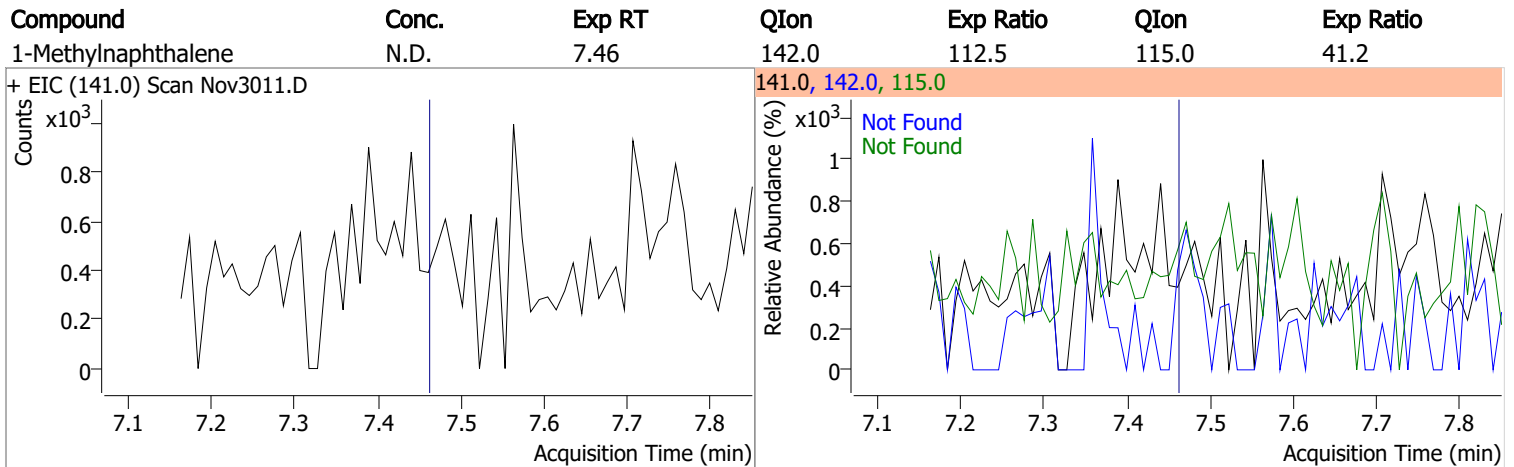 Compound Conc. Exp RT QIon Exp Ratio QIon Exp Ratio
1-Methylnaphthalene N.D. 7.46 142.0 112.5 115.0 41.2
+ EIC (141.0) Scan Nov3011.D
Counts
x10³
0.8
0.6
0.4
0.2
0
7.1 7.2 7.3 7.4 7.5 7.6 7.7 7.8
Acquisition Time (min)
141.0, 142.0, 115.0
Relative Abundance (%)
x10³
Not Found
Not Found
1
0.8
0.6
0.4
0.2
0
7.1 7.2 7.3 7.4 7.5 7.6 7.7 7.8
Acquisition Time (min)